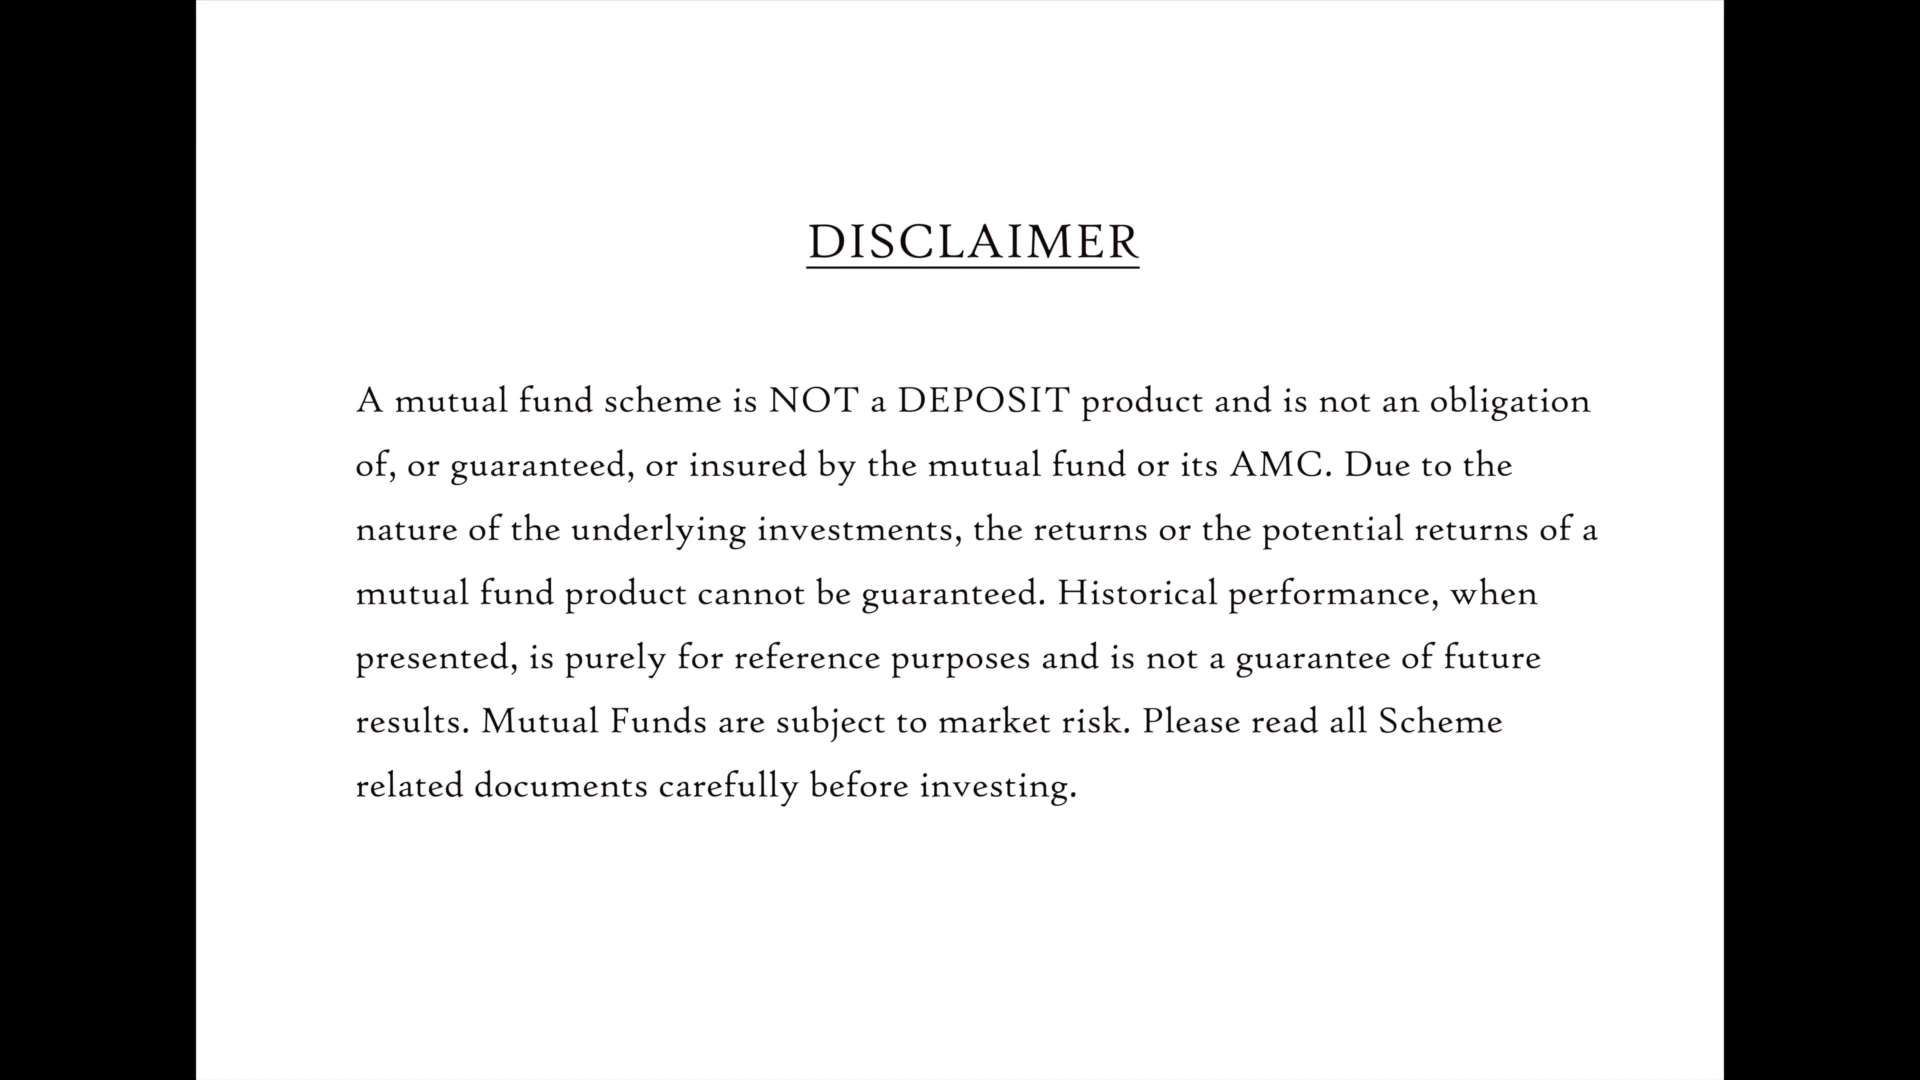 DISCLAIMER
A mutual fund scheme is NOT a DEPOSIT product and is not an obligation
of, or guaranteed, or insured by the mutual fund or its AMC. Due to the
nature of the underlying investments, the returns or the potential returns of a
mutual fund product cannot be guaranteed. Historical performance, when
presented, is purely for reference purposes and is not a guarantee of future
results. Mutual Funds are subject to market risk. Please read all Scheme
related documents carefully before investing.